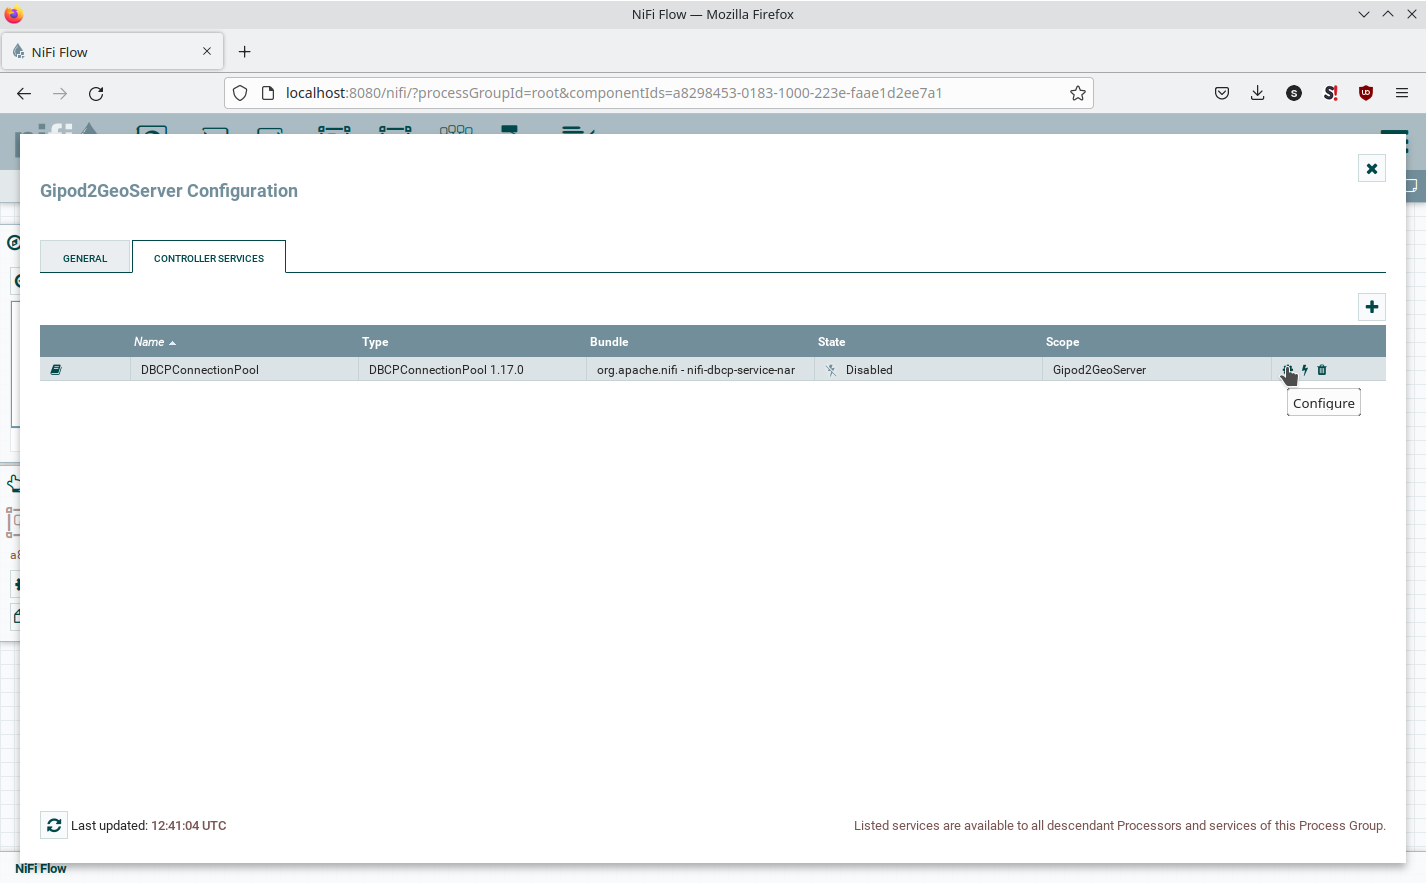 NiFi Flow — Mozilla Firefox
NiFi Flow
localhost:8080/nifi/?processGroupId=root&componentIds=a8298453-0183-1000-223e-faae1d2ee7a1
Gipod2GeoServer Configuration
GENERAL
CONTROLLER SERVICES
Name Type Bundle State Scope
DBCPConnectionPool DBCPConnectionPool 1.17.0 org.apache.nifi - nifi-dbcp-service-nar Disabled Gipod2GeoServer
Configure
Last updated: 12:41:04 UTC
Listed services are available to all descendant Processors and services of this Process Group.
NiFi Flow